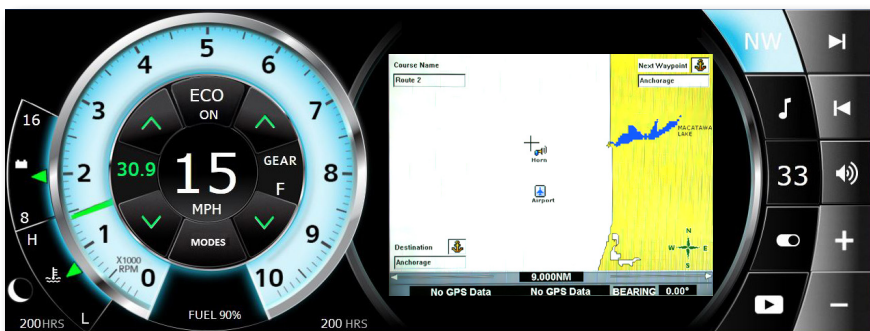 5
4
6
3
7
2
8
1
9
0
10
X1000
RPM
ECO
ON
30.9
15
MPH
GEAR
F
MODES
16
8
H
L
200 HRS
FUEL 90%
200 HRS
Course Name
Route 2
Next Waypoint
Anchorage
MACATAWA
LAKE
Horn
Airport
N
W
E
S
Destination
Anchorage
9.000NM
No GPS Data
No GPS Data
BEARING
0.00°
NW
33